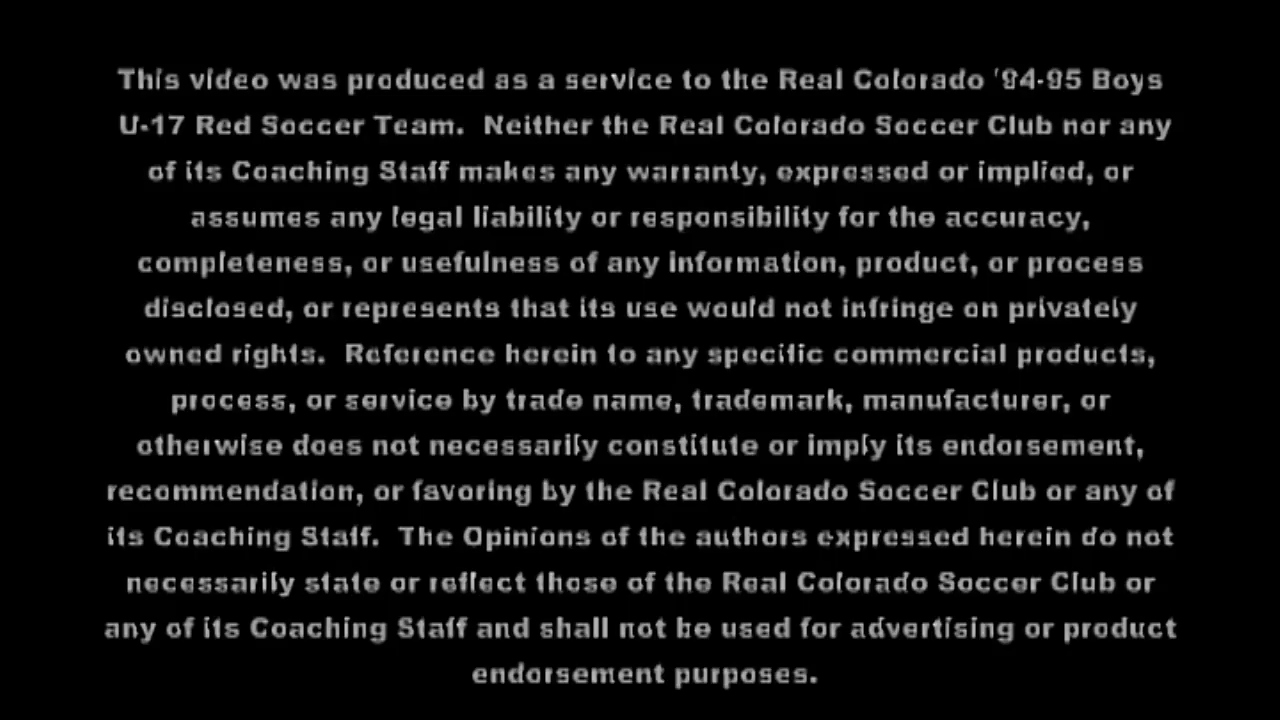 This video was produced as a service to the Real Colorado '94-95 Boys
U-17 Red Soccer Team.  Neither the Real Colorado Soccer Club nor any
of its Coaching Staff makes any warranty, expressed or implied, or
assumes any legal liability or responsibility for the accuracy,
completeness, or usefulness of any information, product, or process
disclosed, or represents that its use would not infringe on privately
owned rights.  Reference herein to any specific commercial products,
process, or service by trade name, trademark, manufacturer, or
otherwise does not necessarily constitute or imply its endorsement,
recommendation, or favoring by the Real Colorado Soccer Club or any of
its Coaching Staff.  The Opinions of the authors expressed herein do not
necessarily state or reflect those of the Real Colorado Soccer Club or
any of its Coaching Staff and shall not be used for advertising or product
endorsement purposes.